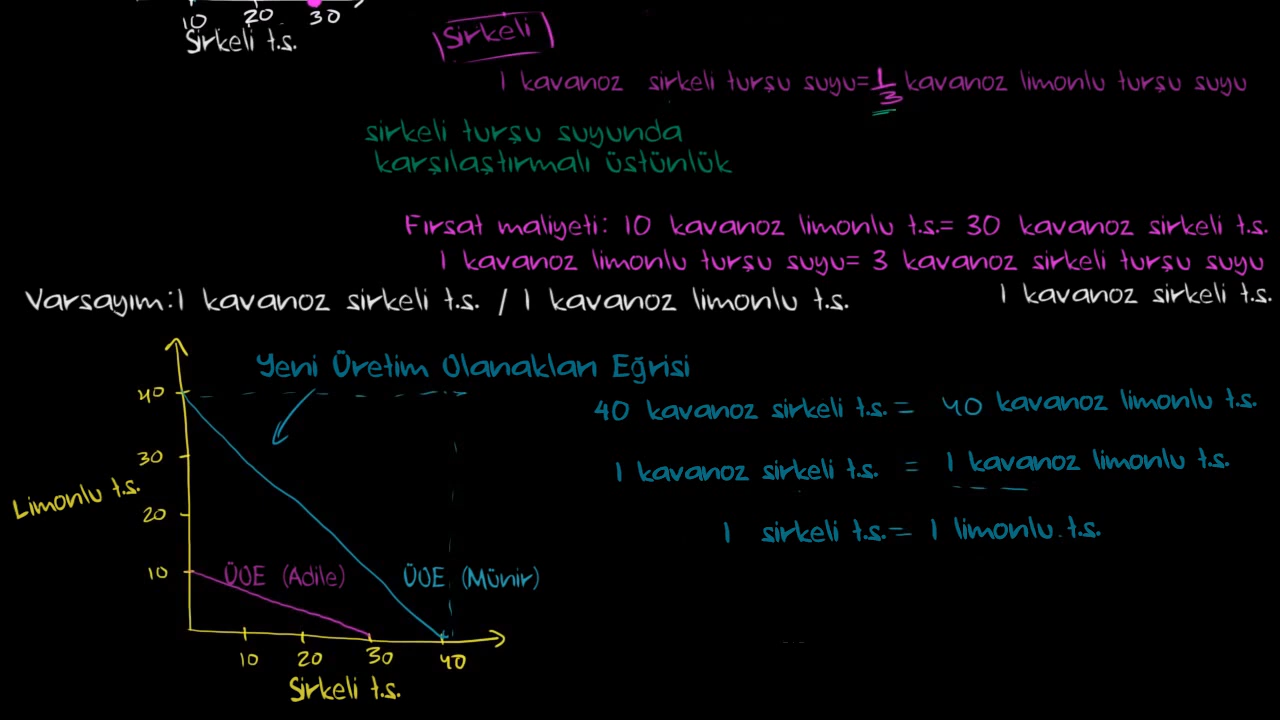 10 20 30
Sirkeli t.s.
Sirkeli
1 kavanoz sirkeli turşu suyu= 1/3 kavanoz limonlu turşu suyu
sirkeli turşu suyunda
karşılaştırmalı üstünlük
Fırsat maliyeti: 10 kavanoz limonlu t.s.= 30 kavanoz sirkeli t.s.
1 kavanoz limonlu turşu suyu= 3 kavanoz sirkeli turşu suyu
Varsayım:1 kavanoz sirkeli t.s. / 1 kavanoz limonlu t.s.
1 kavanoz sirkeli t.s.
Yeni Üretim Olanakları Eğrisi
40
40 kavanoz sirkeli t.s. = 40 kavanoz limonlu t.s.
30
1 kavanoz sirkeli t.s. = 1 kavanoz limonlu t.s.
Limonlu t.s.
20
1 sirkeli t.s.= 1 limonlu.t.s.
10
ÜOE (Adile)
ÜOE (Münir)
10 20 30 40
Sirkeli t.s.